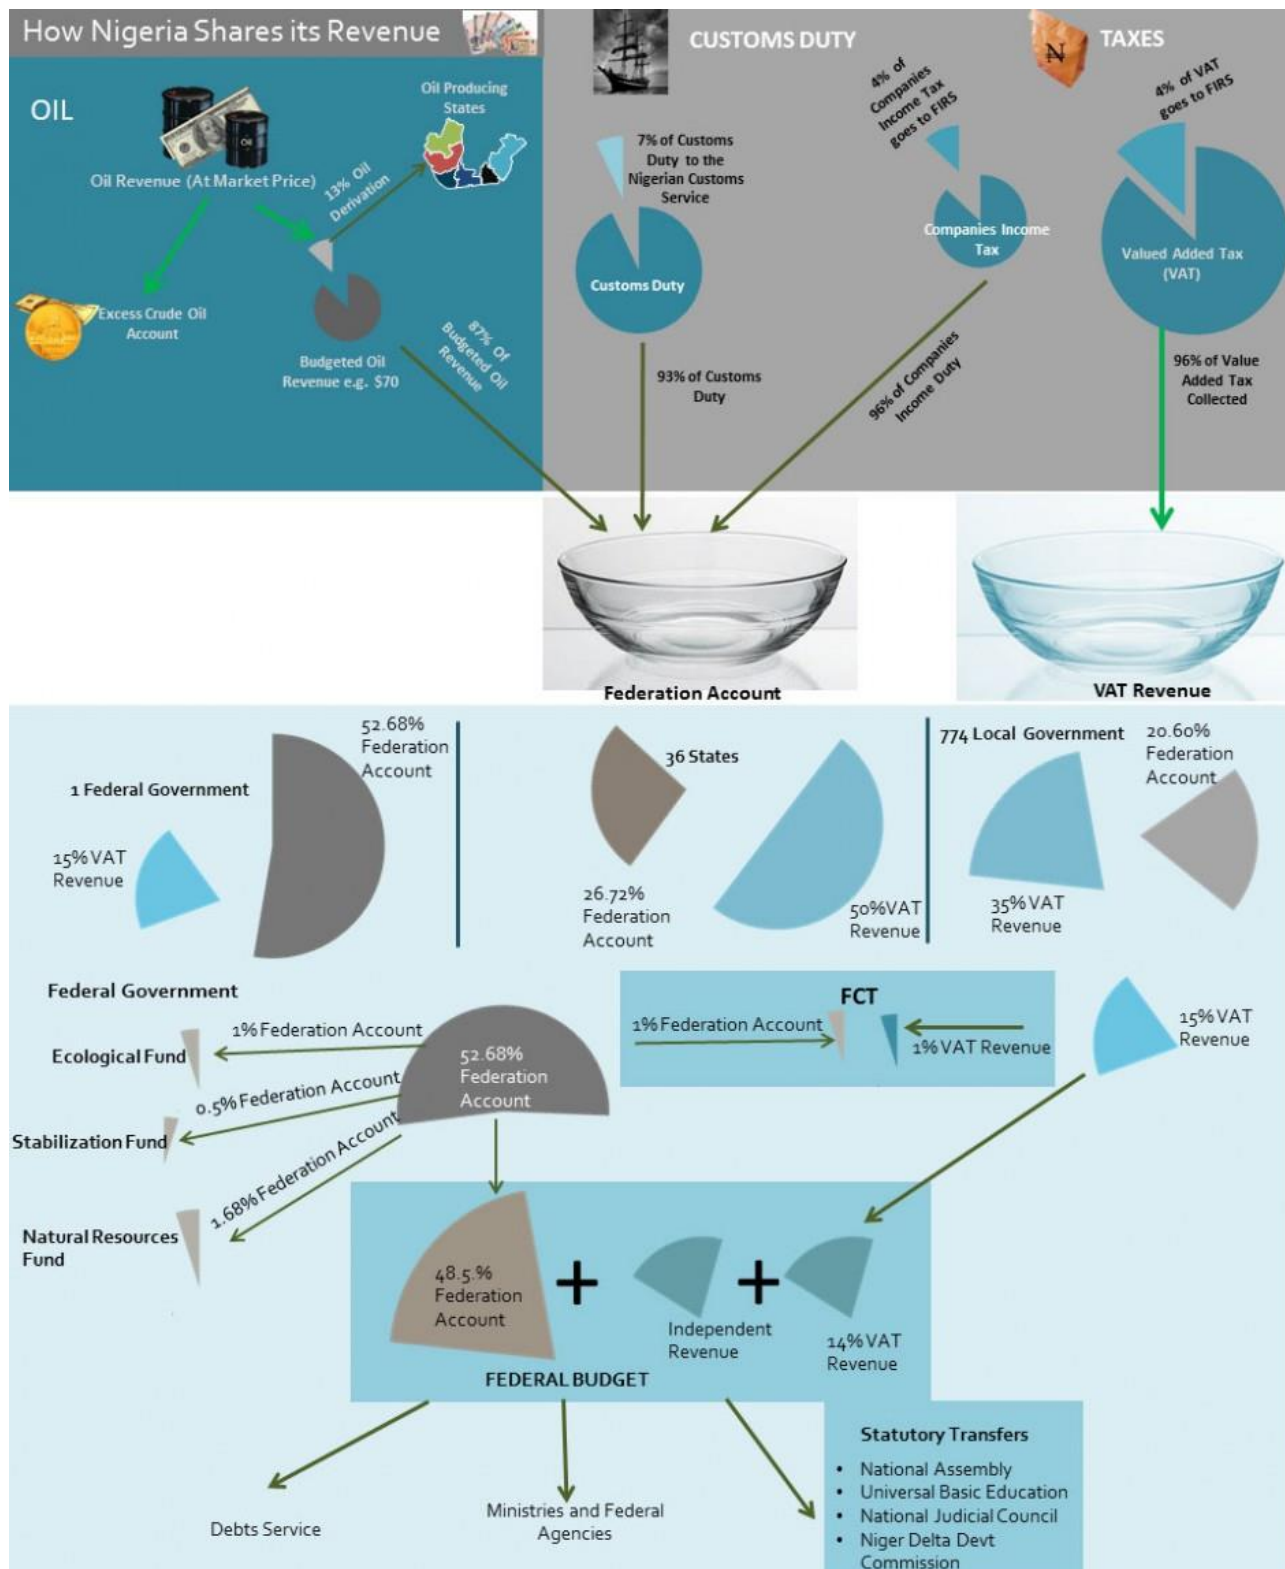 How Nigeria Shares its Revenue
CUSTOMS DUTY
TAXES
OIL
Oil
Oil Revenue (At Market Price)
Oil Producing
States
13% Oil
Derivation
Excess Crude Oil
Account
Budgeted Oil
Revenue e.g. $70
87% Of
Budgeted Oil
Revenue
7% of Customs
Duty to the
Nigerian Customs
Service
Customs Duty
93% of Customs
Duty
4% of
Companies
Income Tax
goes to FIRS
Companies Income
Tax
96% of Companies
Income Duty
₦
4% of VAT
goes to FIRS
Valued Added Tax
(VAT)
96% of Value
Added Tax
Collected
Federation Account
VAT Revenue
1 Federal Government
52.68%
Federation
Account
15% VAT
Revenue
36 States
26.72%
Federation
Account
50%VAT
Revenue
774 Local Government
20.60%
Federation
Account
35% VAT
Revenue
Federal Government
1% Federation Account
Ecological Fund
0.5% Federation Account
Stabilization Fund
1.68% Federation Account
Natural Resources
Fund
52.68%
Federation
Account
FCT
1% Federation Account
1% VAT Revenue
15% VAT
Revenue
48.5.%
Federation
Account
+
Independent
Revenue
+
14% VAT
Revenue
FEDERAL BUDGET
Debts Service
Ministries and Federal
Agencies
Statutory Transfers
• National Assembly
• Universal Basic Education
• National Judicial Council
• Niger Delta Devt
Commission